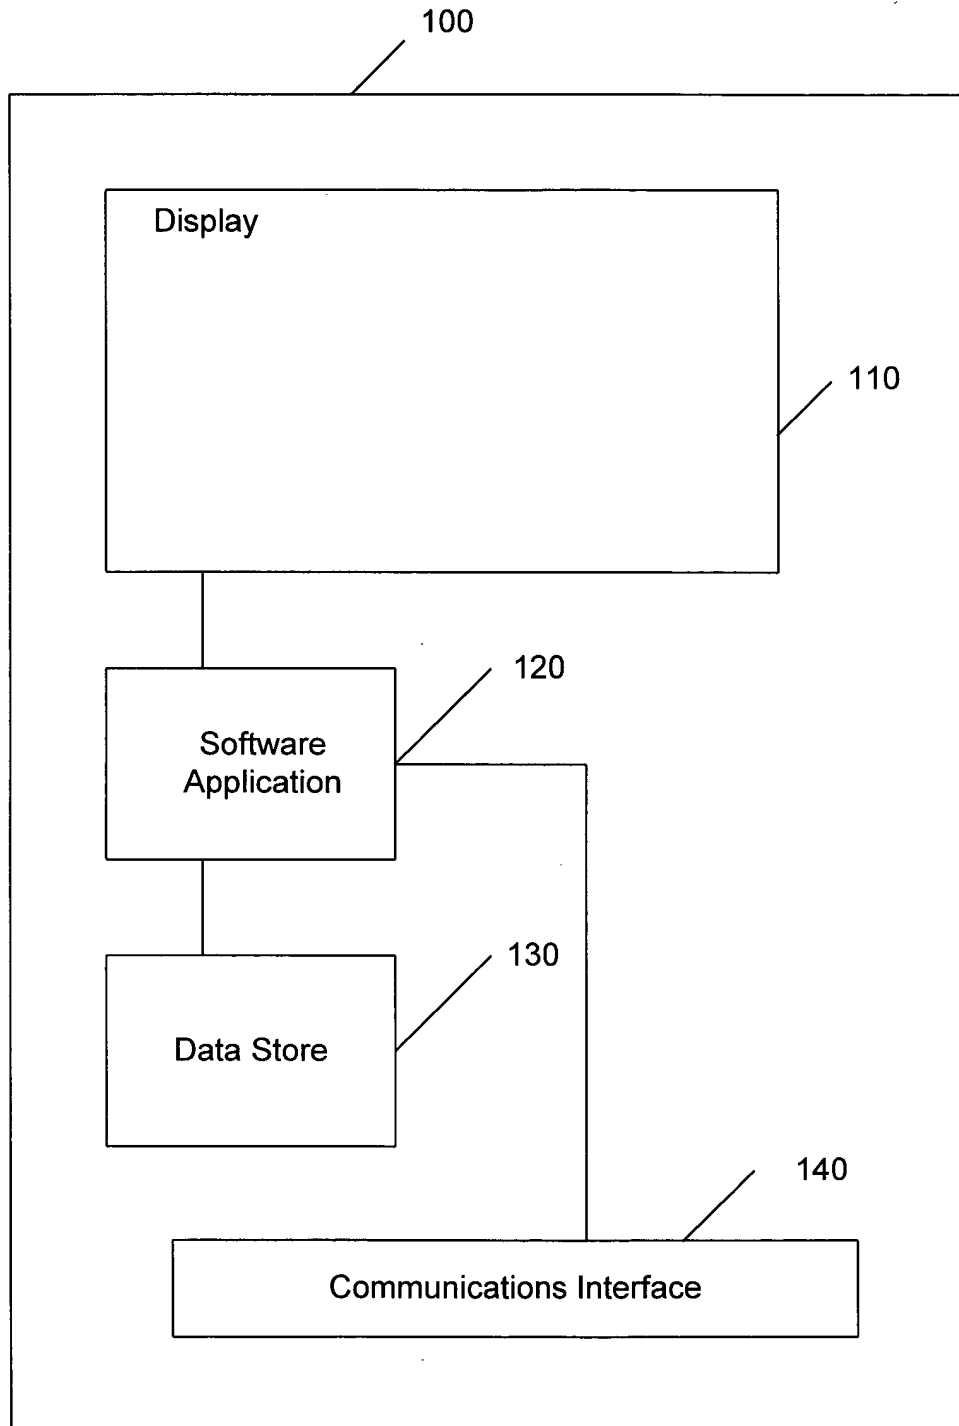 100
Display
110
120
Software
Application
130
Data Store
140
Communications Interface